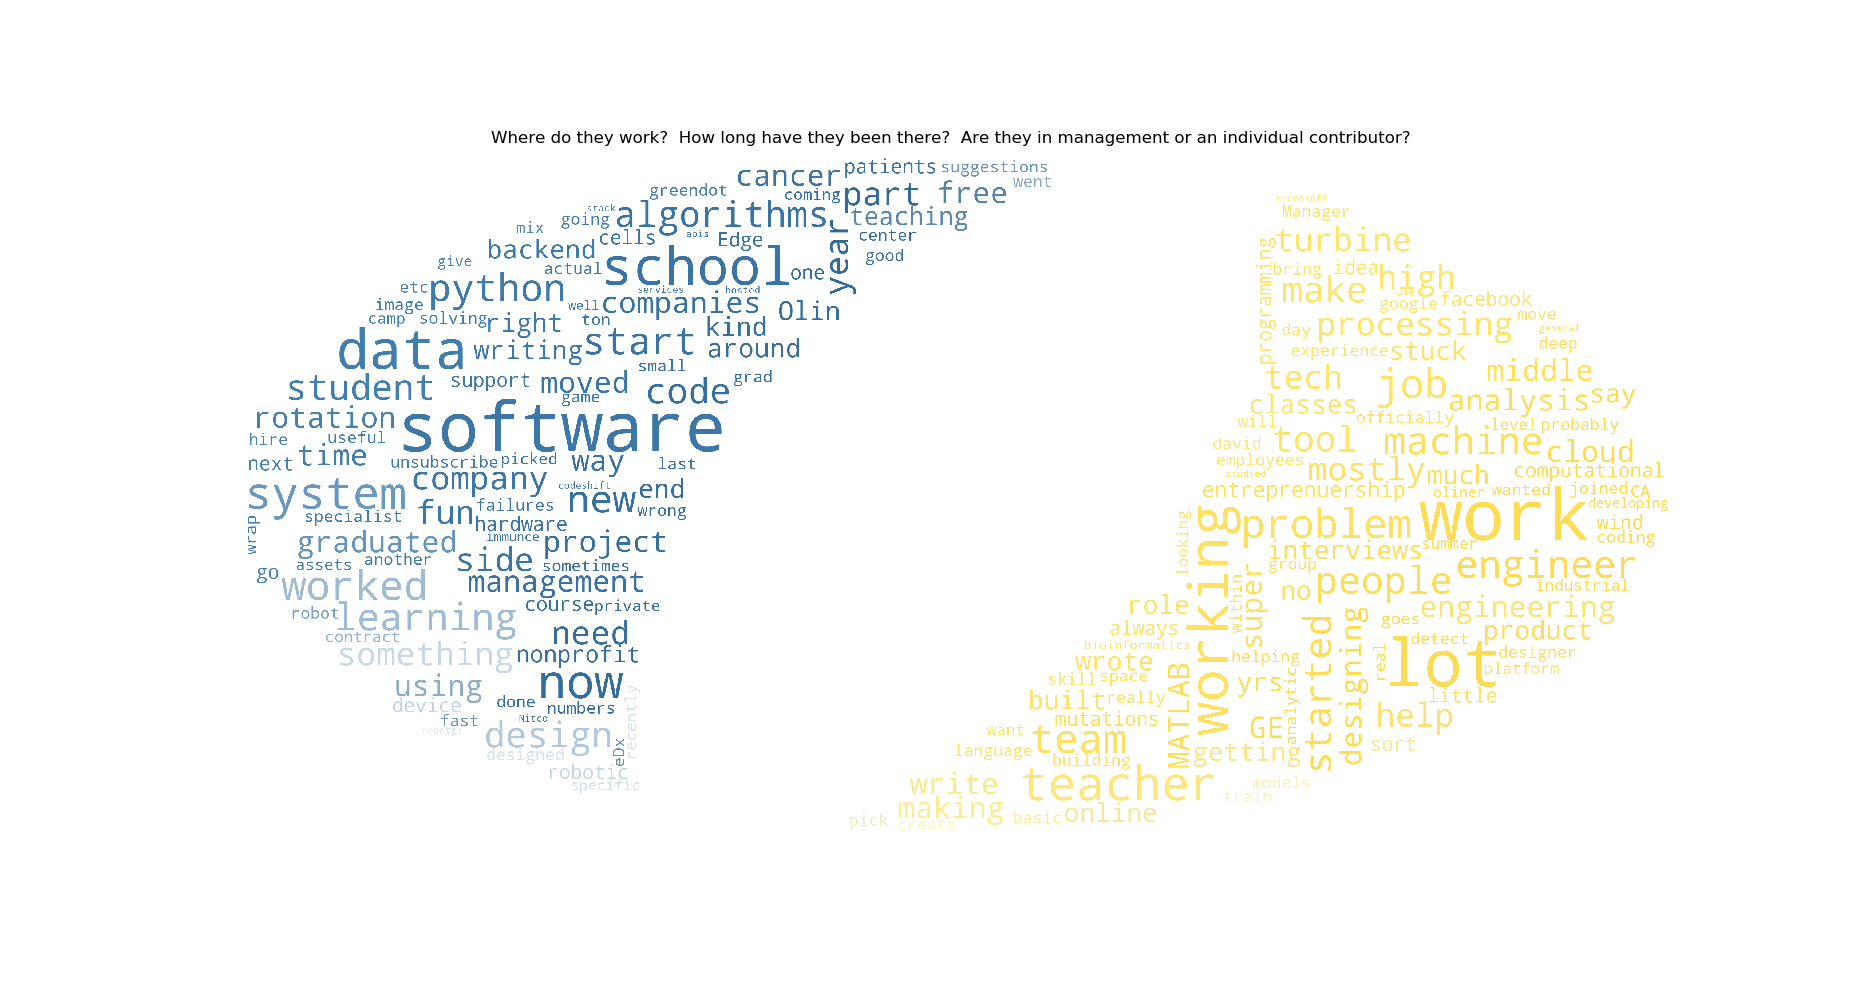 Where do they work?  How long have they been there?  Are they in management or an individual contributor?
cancer
patients
suggestions
greendot
coming
part
free
went
stack
going
algorithms
teaching
mix
cells
apis
Edge
year
center
backend
good
give
actual
school
one
etc
python
services
hosted
image
well
companies
Olin
camp
solving
right
ton
kind
data
writing
start
around
small
student
support
moved
code
grad
game
rotation
software
hire
useful
next
time
unsubscribe
picked
way
last
system
company
codeshift
new
end
specialist
fun
failures
wrong
hardware
wrap
graduated
immunce
project
go
assets
another
side
sometimes
worked
management
robot
learning
course
private
contract
need
something
nonprofit
using
now
device
done
numbers
fast
Nitco
recently
reactgs
design
designed
eDx
robotic
specific
microsoft
Manager
turbine
programming
bring
idea
high
make
use
google
facebook
day
processing
move
general
deep
experience
stuck
tech
job
middle
classes
analysis
say
will
officially
level
probably
david
tool
machine
cloud
employees
studied
mostly
much
computational
entreprenuership
oliner
wanted
joined
CA
developing
looking
working
problem
work
wind
coding
interviews
summer
group
engineer
within
super
no
people
industrial
role
engineering
always
goes
bioinformatics
detect
product
wrote
helping
real
lot
designer
skill
space
MATLAB
yrs
analytic
started
designing
platform
built
really
little
mutations
GE
help
want
team
language
building
getting
sort
write
teacher
models
train
making
pick
create
basic
online